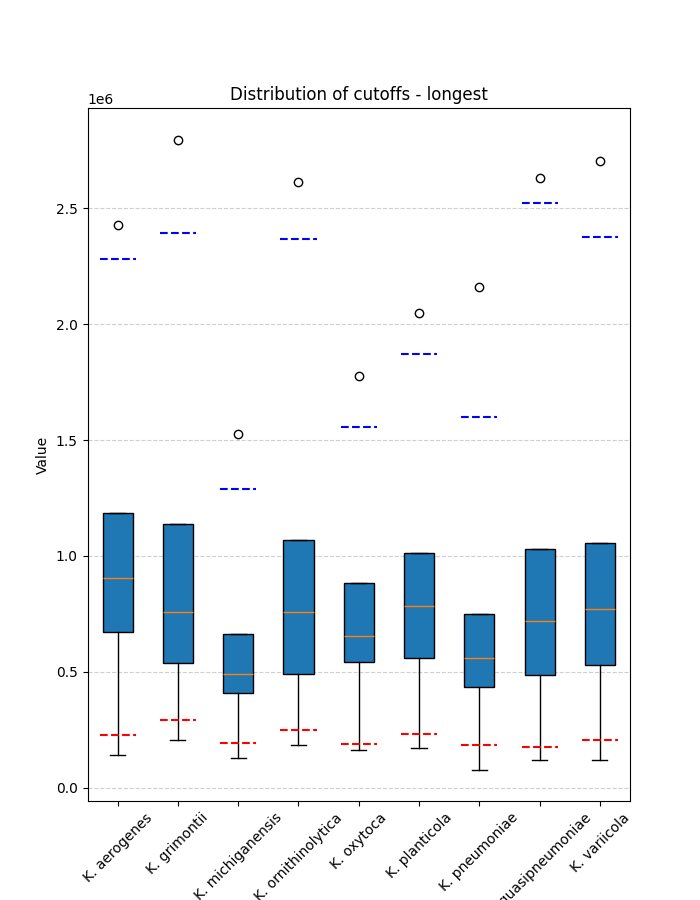 Distribution of cutoffs - longest
1e6
2.5
2.0
1.5
1.0
0.5
0.0
Value
K. aerogenes
K. grimontii
K. michiganensis
K. ornithinolytica
K. oxytoca
K. planticola
K. pneumoniae
quasipneumoniae
K. variicola